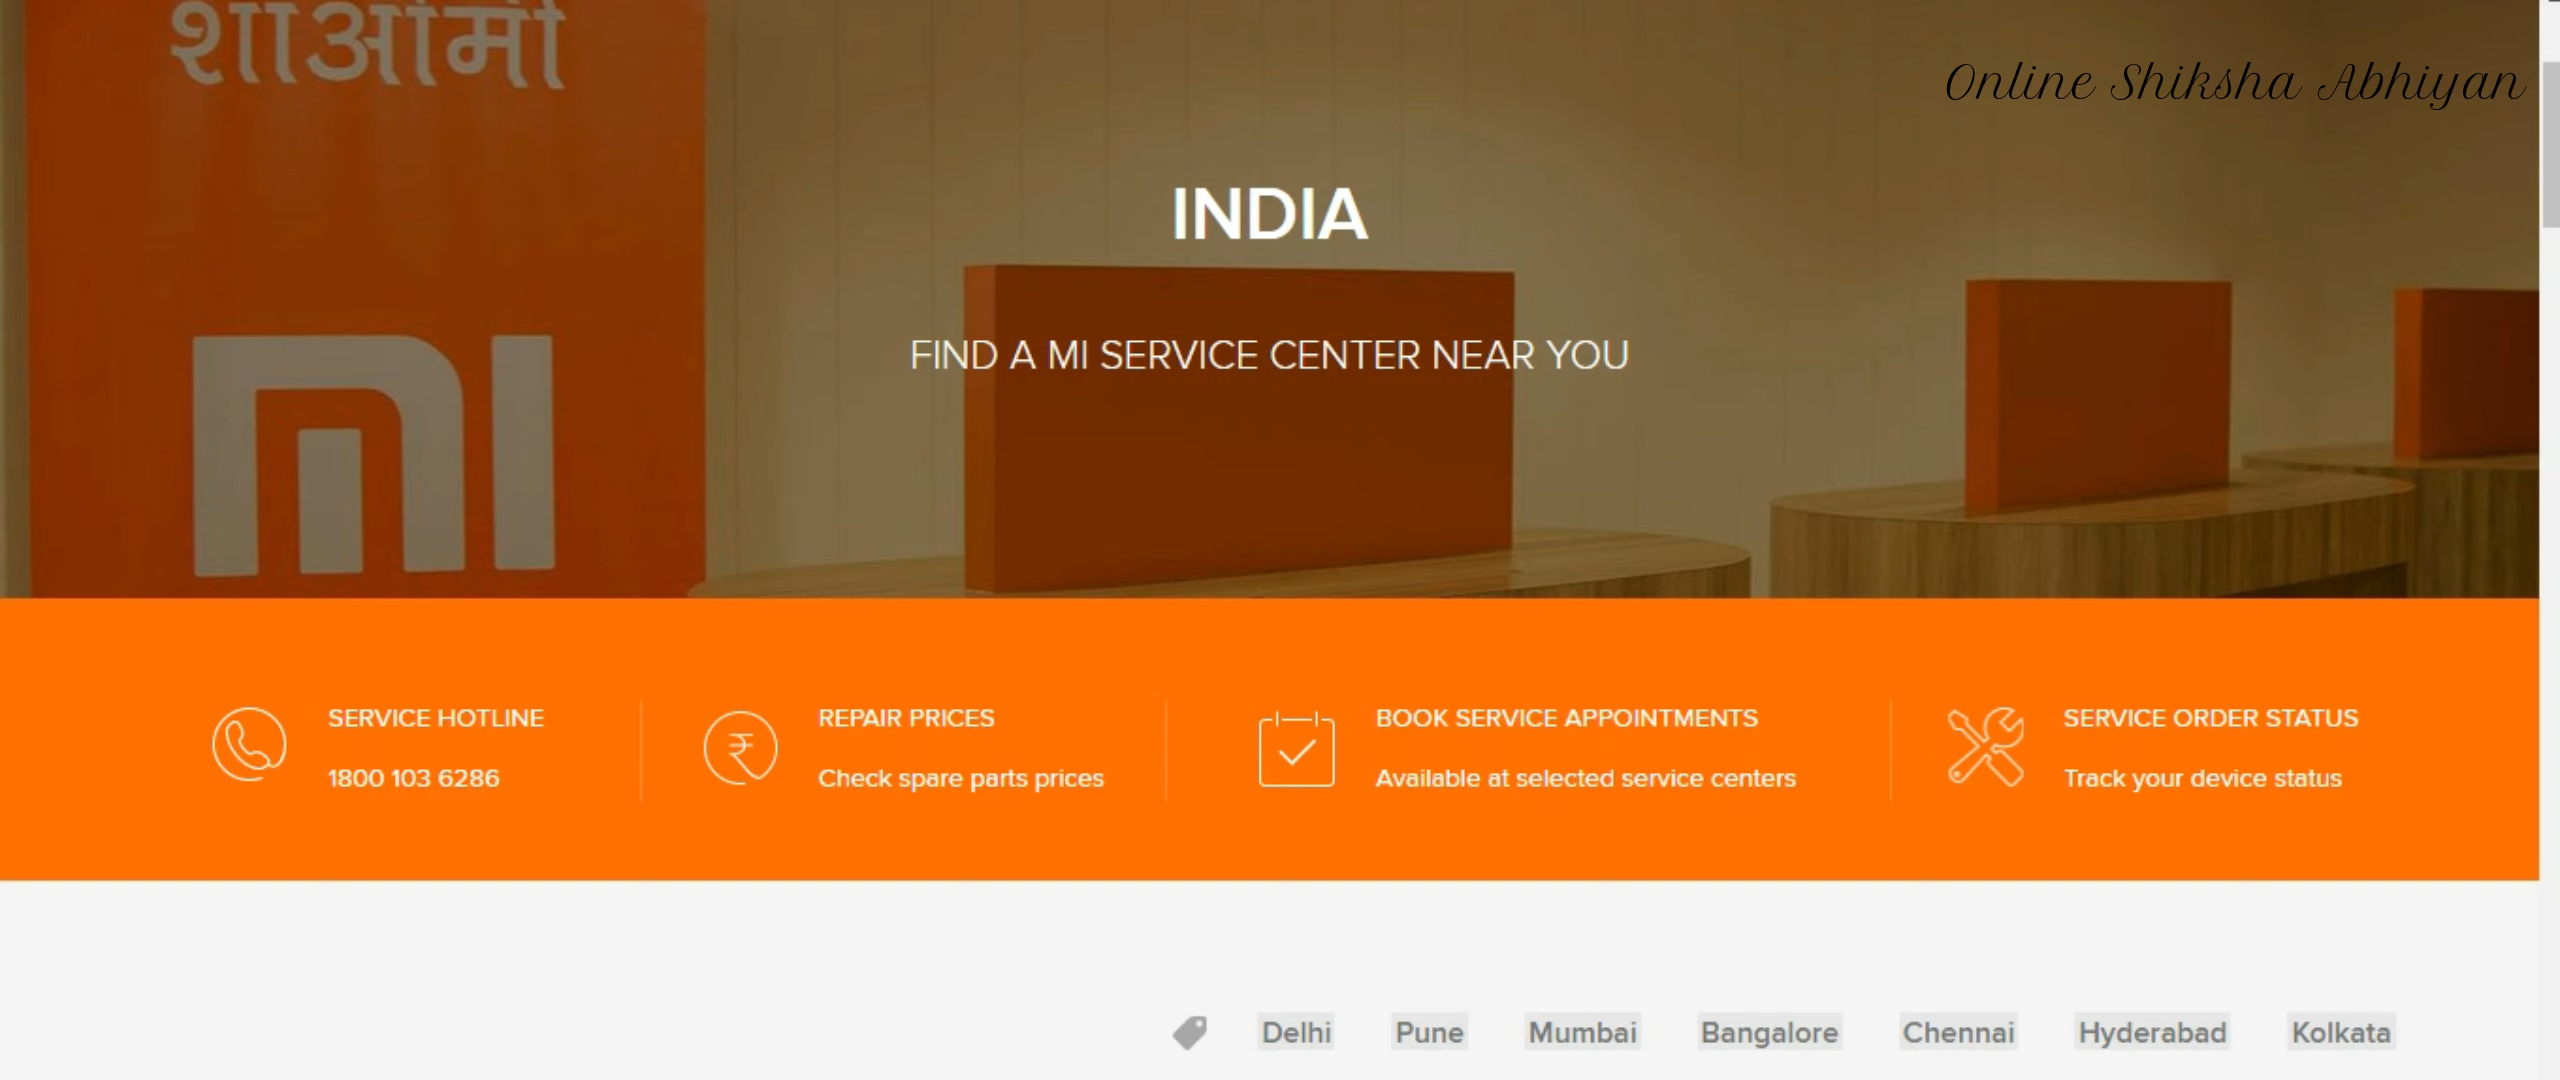 शाओमी
Online Shiksha Abhiyan
INDIA
FIND A MI SERVICE CENTER NEAR YOU
mi
SERVICE HOTLINE
1800 103 6286
REPAIR PRICES
Check spare parts prices
BOOK SERVICE APPOINTMENTS
Available at selected service centers
SERVICE ORDER STATUS
Track your device status
Delhi Pune Mumbai Bangalore Chennai Hyderabad Kolkata